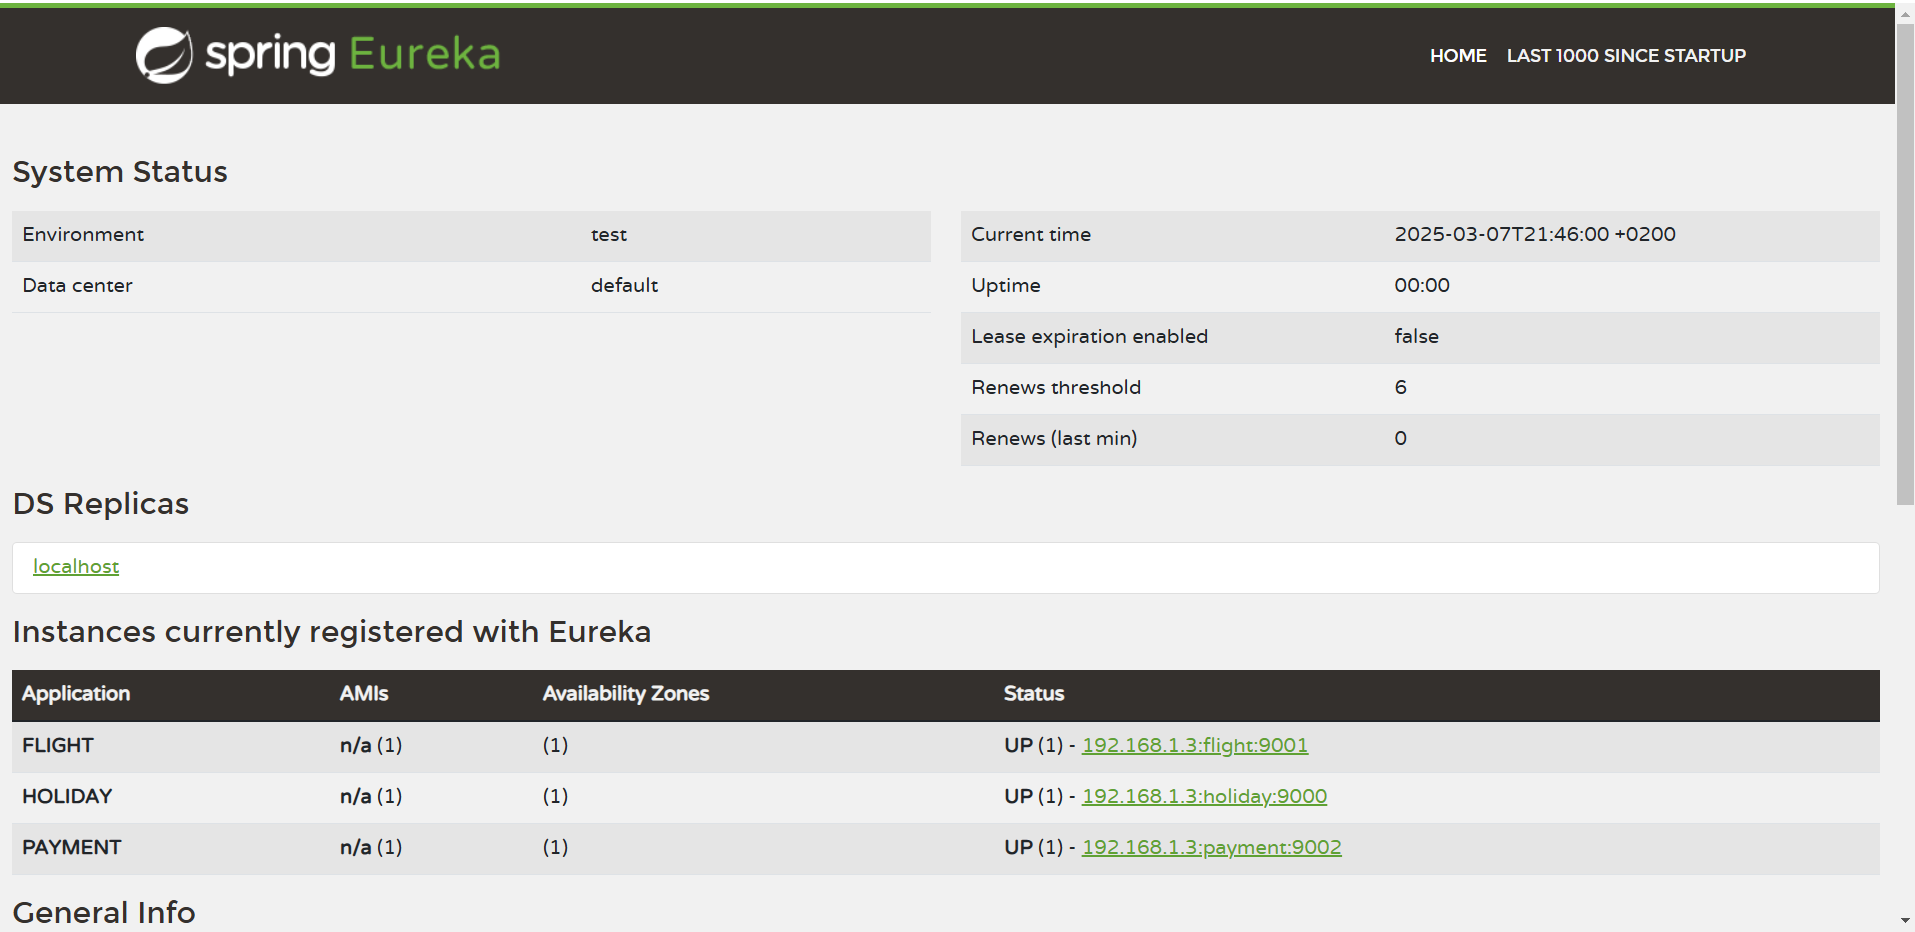 spring Eureka
HOME LAST 1000 SINCE STARTUP
System Status
Environment test
Data center default
Current time 2025-03-07T21:46:00 +0200
Uptime 00:00
Lease expiration enabled false
Renews threshold 6
Renews (last min) 0
DS Replicas
localhost
Instances currently registered with Eureka
Application AMIs Availability Zones Status
FLIGHT n/a (1) (1) UP (1) - 192.168.1.3:flight:9001
HOLIDAY n/a (1) (1) UP (1) - 192.168.1.3:holiday:9000
PAYMENT n/a (1) (1) UP (1) - 192.168.1.3:payment:9002
General Info